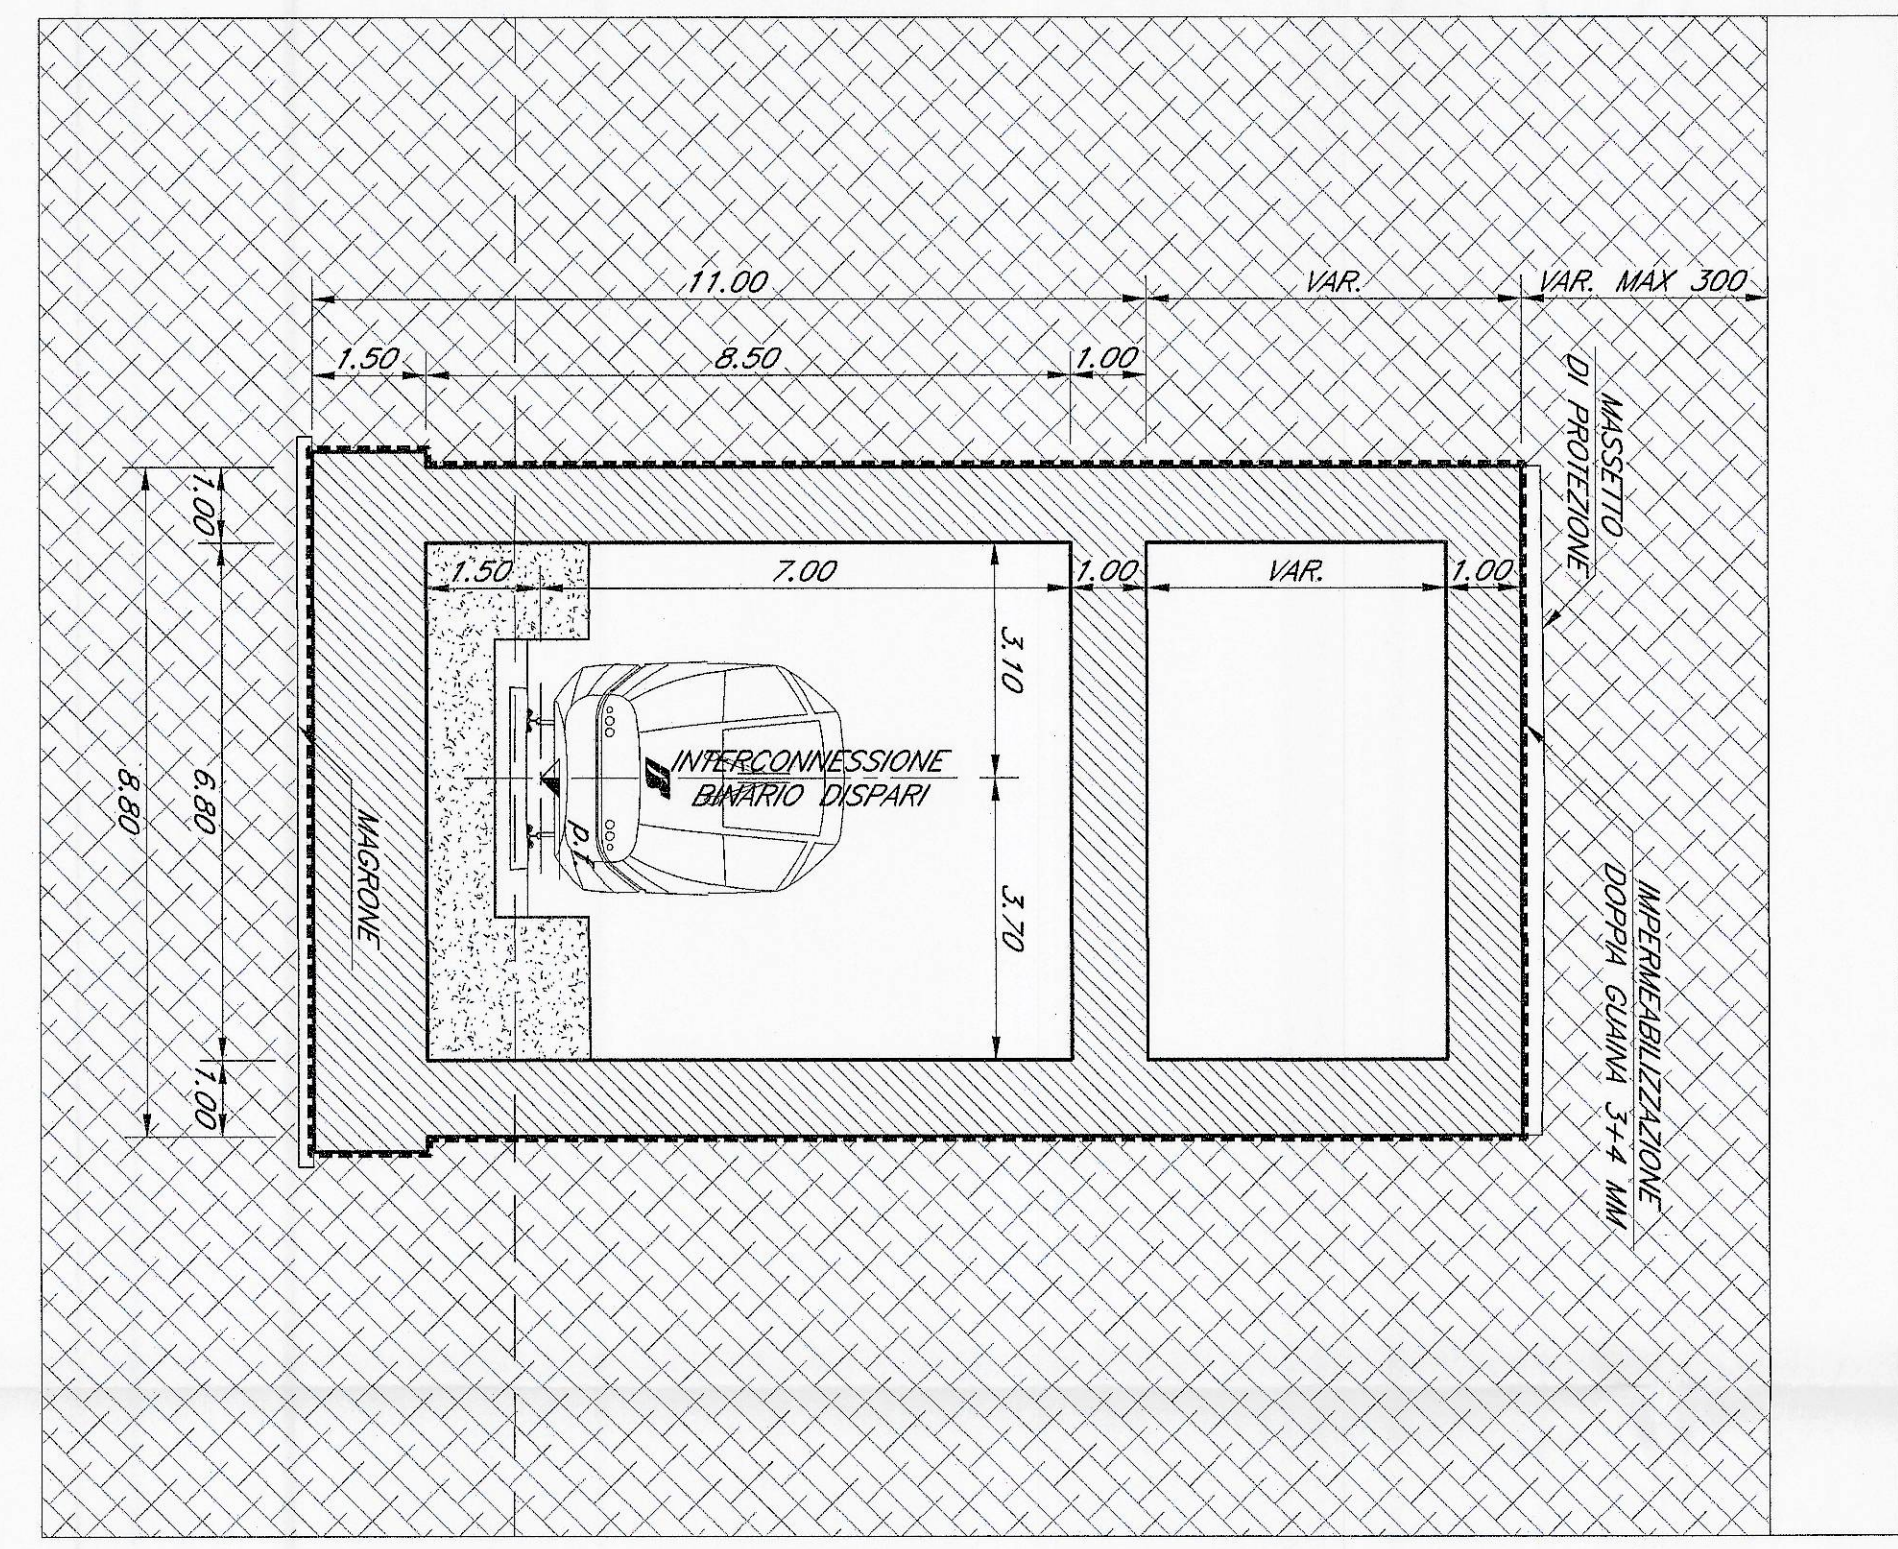 11.00
VAR.
VAR. MAX 300
1.50
8.50
1.00
MASSETTO
DI PROTEZIONE
1.00
6.80
1.00
8.80
1.50
7.00
1.00
VAR.
1.00
3.10
3.70
INTERCONNESSIONE
BINARIO DISPARI
p.f.
MAGRONE
IMPERMEABILIZZAZIONE
DOPPIA GUAINA 3+4 MM